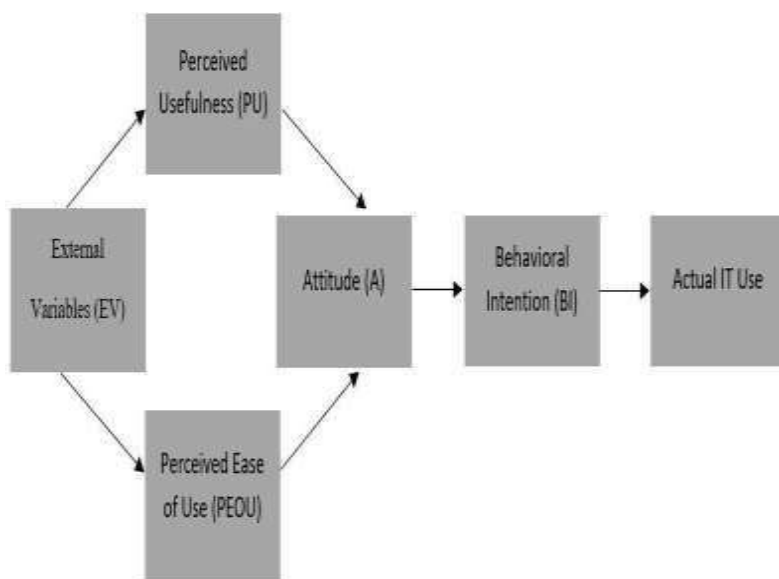 Perceived
Usefulness (PU)
External
Variables (EV)
Attitude (A)
Behavioral
Intention (BI)
Actual IT Use
Perceived Ease
of Use (PEOU)